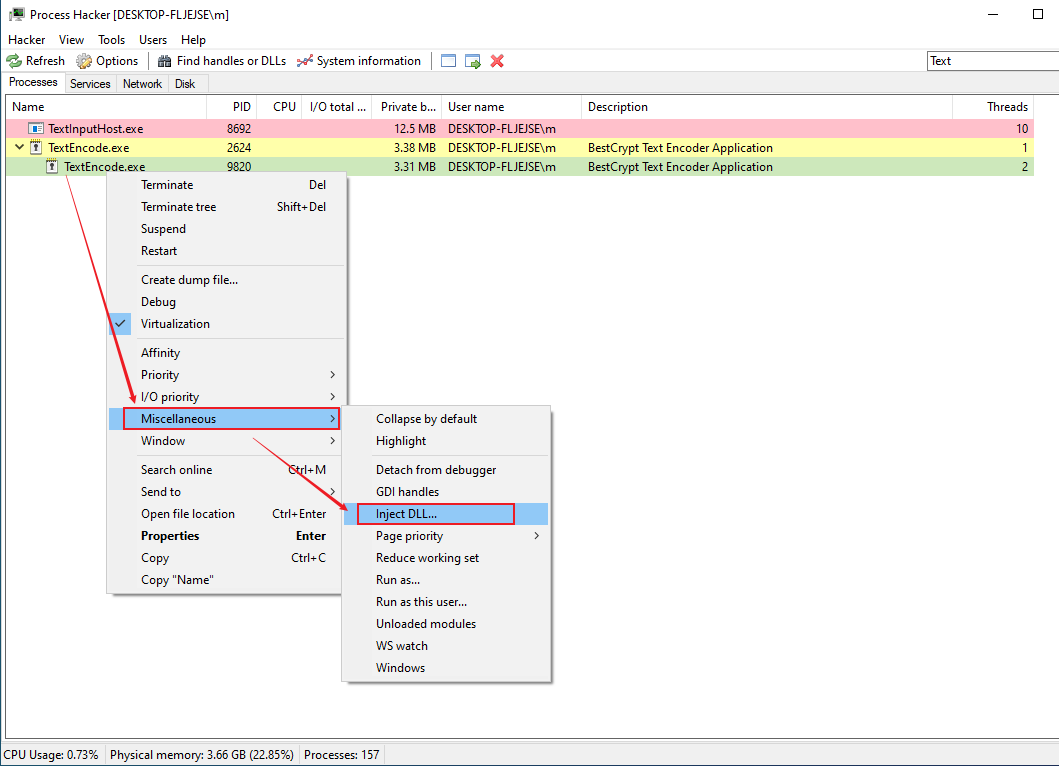 Process Hacker [DESKTOP-FLJEJSE\m]
Hacker View Tools Users Help
Refresh Options Find handles or DLLs System information Text
Processes Services Network Disk
Name PID CPU I/O total ... Private b... User name Description Threads
TextInputHost.exe 8692 12.5 MB DESKTOP-FLJEJSE\m 10
TextEncode.exe 2624 3.38 MB DESKTOP-FLJEJSE\m BestCrypt Text Encoder Application 1
TextEncode.exe 9820 3.31 MB DESKTOP-FLJEJSE\m BestCrypt Text Encoder Application 2
Terminate Del
Terminate tree Shift+Del
Suspend
Restart
Create dump file...
Debug
Virtualization
Affinity
Priority
I/O priority
Miscellaneous
Window
Search online Ctrl+M
Send to
Open file location Ctrl+Enter
Properties Enter
Copy Ctrl+C
Copy "Name"
Collapse by default
Highlight
Detach from debugger
GDI handles
Inject DLL...
Page priority
Reduce working set
Run as...
Run as this user...
Unloaded modules
WS watch
Windows
CPU Usage: 0.73% Physical memory: 3.66 GB (22.85%) Processes: 157